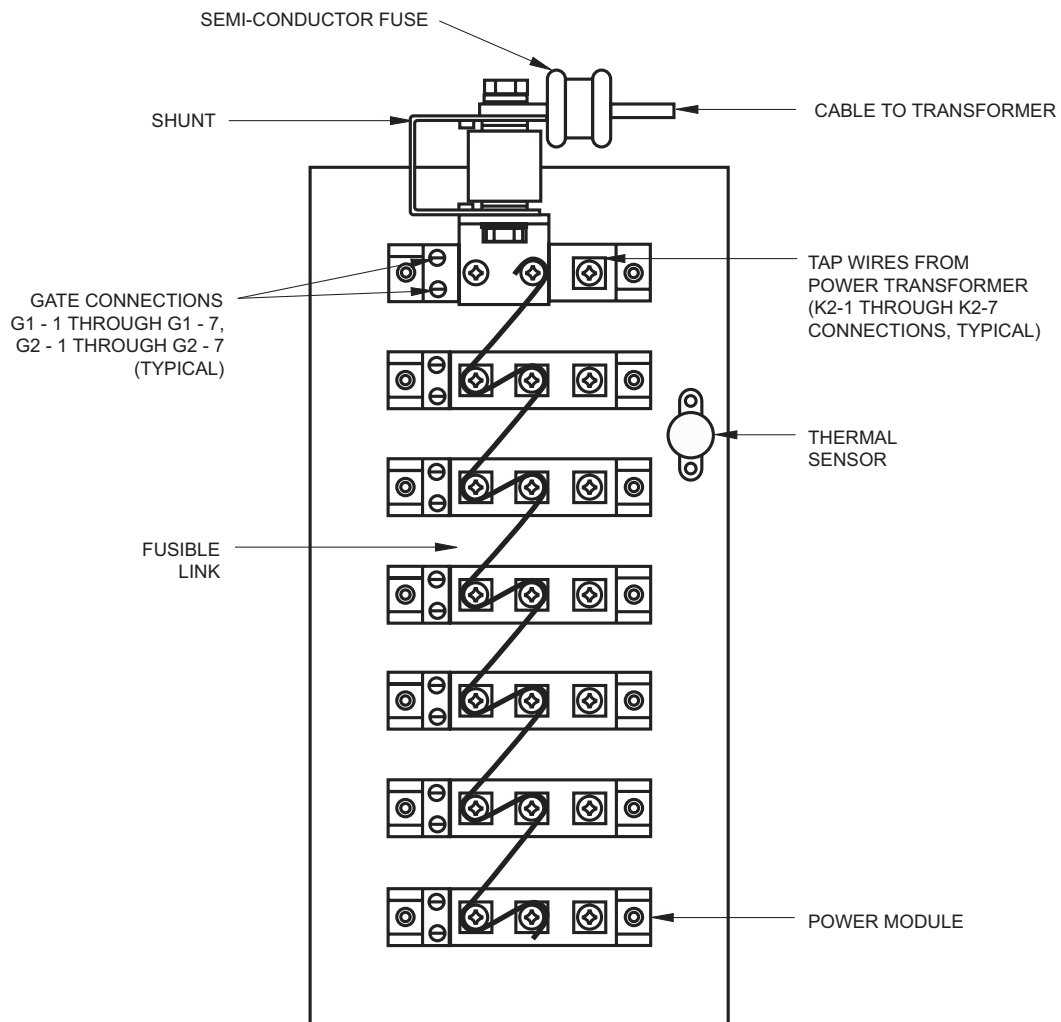 SEMI-CONDUCTOR FUSE
SHUNT
CABLE TO TRANSFORMER
GATE CONNECTIONS
G1 - 1 THROUGH G1 - 7,
G2 - 1 THROUGH G2 - 7
(TYPICAL)
TAP WIRES FROM
POWER TRANSFORMER
(K2-1 THROUGH K2-7
CONNECTIONS, TYPICAL)
THERMAL
SENSOR
FUSIBLE
LINK
POWER MODULE